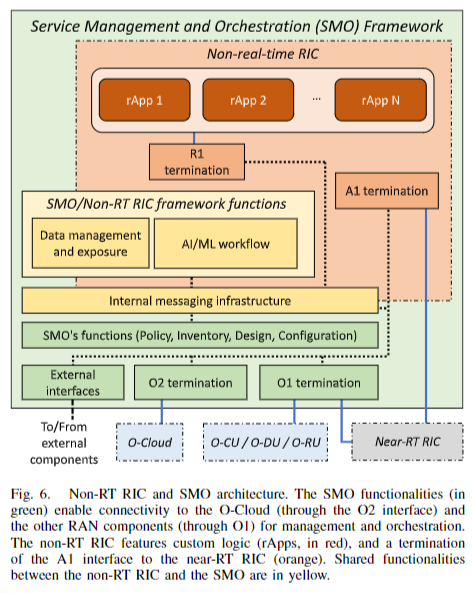 Service Management and Orchestration (SMO) Framework
Non-real-time RIC
rApp 1
rApp 2
...
rApp N
R1
termination
A1 termination
SMO/Non-RT RIC framework functions
Data management
and exposure
AI/ML workflow
Internal messaging infrastructure
SMO's functions (Policy, Inventory, Design, Configuration)
External
interfaces
O2 termination
O1 termination
To/From
external
components
O-Cloud
O-CU / O-DU / O-RU
Near-RT RIC
Fig. 6. Non-RT RIC and SMO architecture. The SMO functionalities (in
green) enable connectivity to the O-Cloud (through the O2 interface) and
the other RAN components (through O1) for management and orchestration.
The non-RT RIC features custom logic (rApps, in red), and a termination
of the A1 interface to the near-RT RIC (orange). Shared functionalities
between the non-RT RIC and the SMO are in yellow.